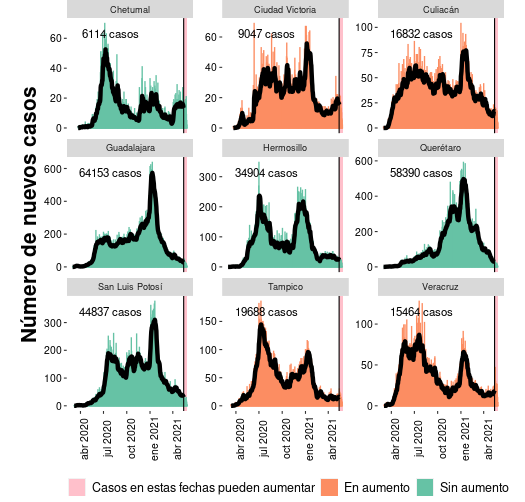 Número de nuevos casos
Chetumal
Ciudad Victoria
Culiacán
6114 casos
9047 casos
16832 casos
60
40
20
0
60
40
20
0
100
75
50
25
0
Guadalajara
Hermosillo
Querétaro
64153 casos
34904 casos
58390 casos
600
400
200
0
300
200
100
0
600
400
200
0
San Luis Potosí
Tampico
Veracruz
44837 casos
19688 casos
15464 casos
300
200
100
0
150
100
50
0
100
50
0
abr 2020
jul 2020
oct 2020
ene 2021
abr 2021
abr 2020
jul 2020
oct 2020
ene 2021
abr 2021
abr 2020
jul 2020
oct 2020
ene 2021
abr 2021
Casos en estas fechas pueden aumentar
En aumento
Sin aumento